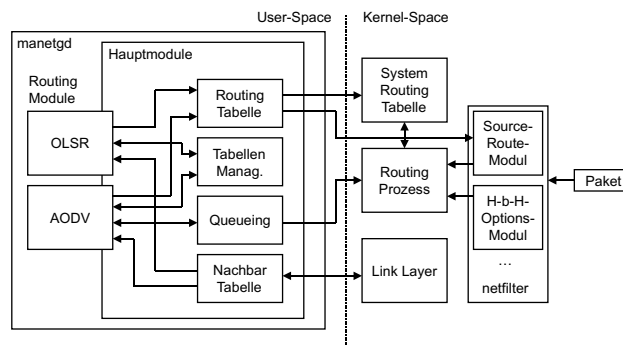 User-Space
Kernel-Space
manetgd
Hauptmodule
Routing
Module
OLSR
AODV
Routing
Tabelle
Tabellen
Manag.
Queueing
Nachbar
Tabelle
System
Routing
Tabelle
Routing
Prozess
Link Layer
Source-
Route-
Modul
H-b-H-
Options-
Modul
...
netfilter
Paket